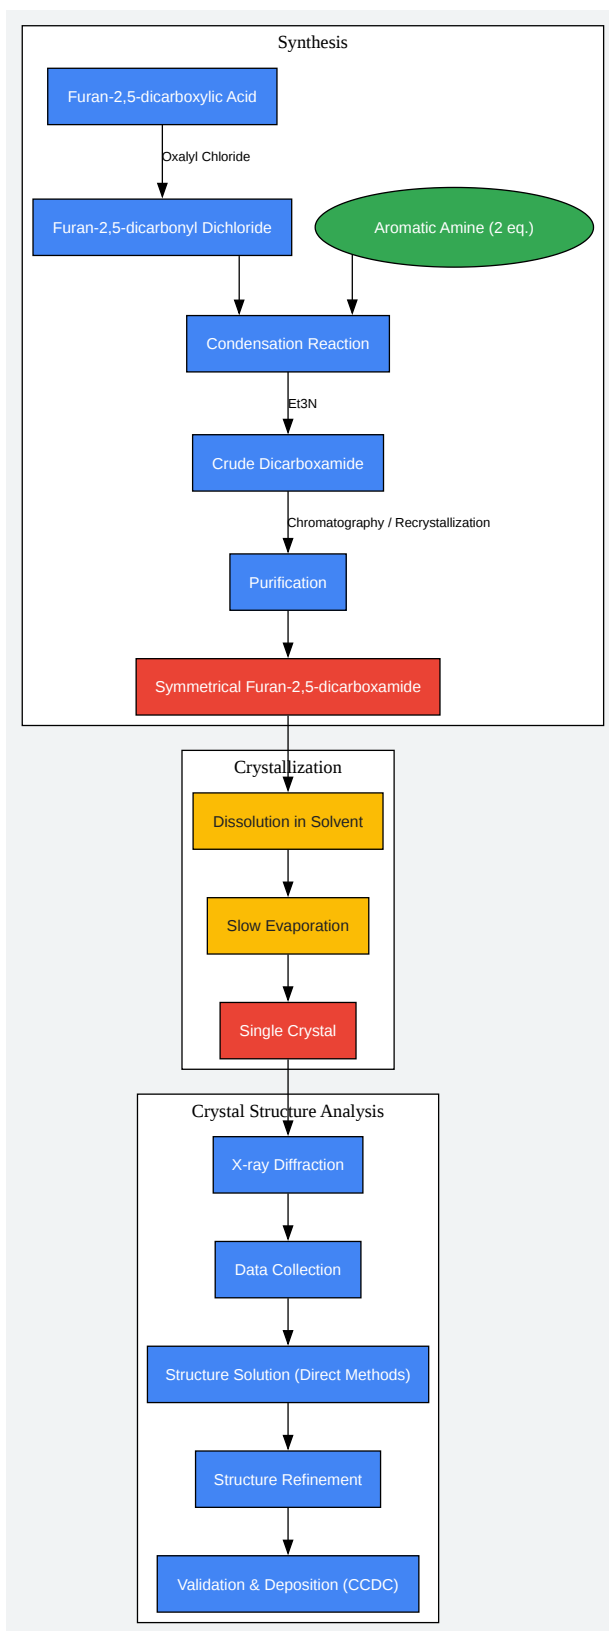 Synthesis
Furan-2,5-dicarboxylic Acid
Oxalyl Chloride
Furan-2,5-dicarbonyl Dichloride
Aromatic Amine (2 eq.)
Condensation Reaction
Et3N
Crude Dicarboxamide
Chromatography / Recrystallization
Purification
Symmetrical Furan-2,5-dicarboxamide
Crystallization
Dissolution in Solvent
Slow Evaporation
Single Crystal
Crystal Structure Analysis
X-ray Diffraction
Data Collection
Structure Solution (Direct Methods)
Structure Refinement
Validation & Deposition (CCDC)